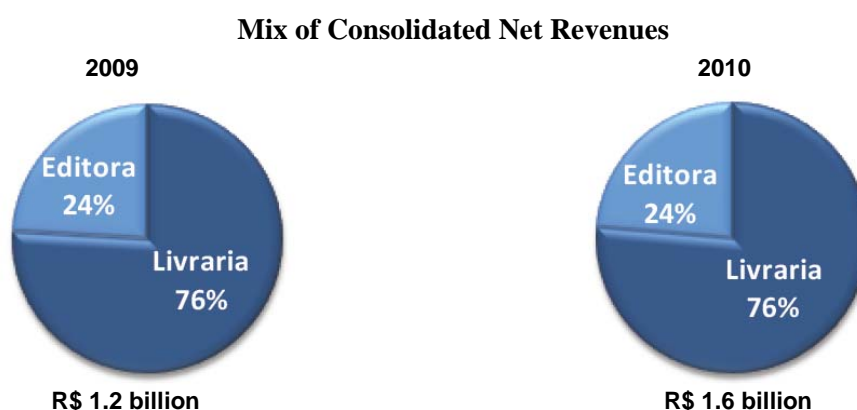 Mix of Consolidated Net Revenues
2009
Editora
24%
Livraria
76%
R$ 1.2 billion
2010
Editora
24%
Livraria
76%
R$ 1.6 billion